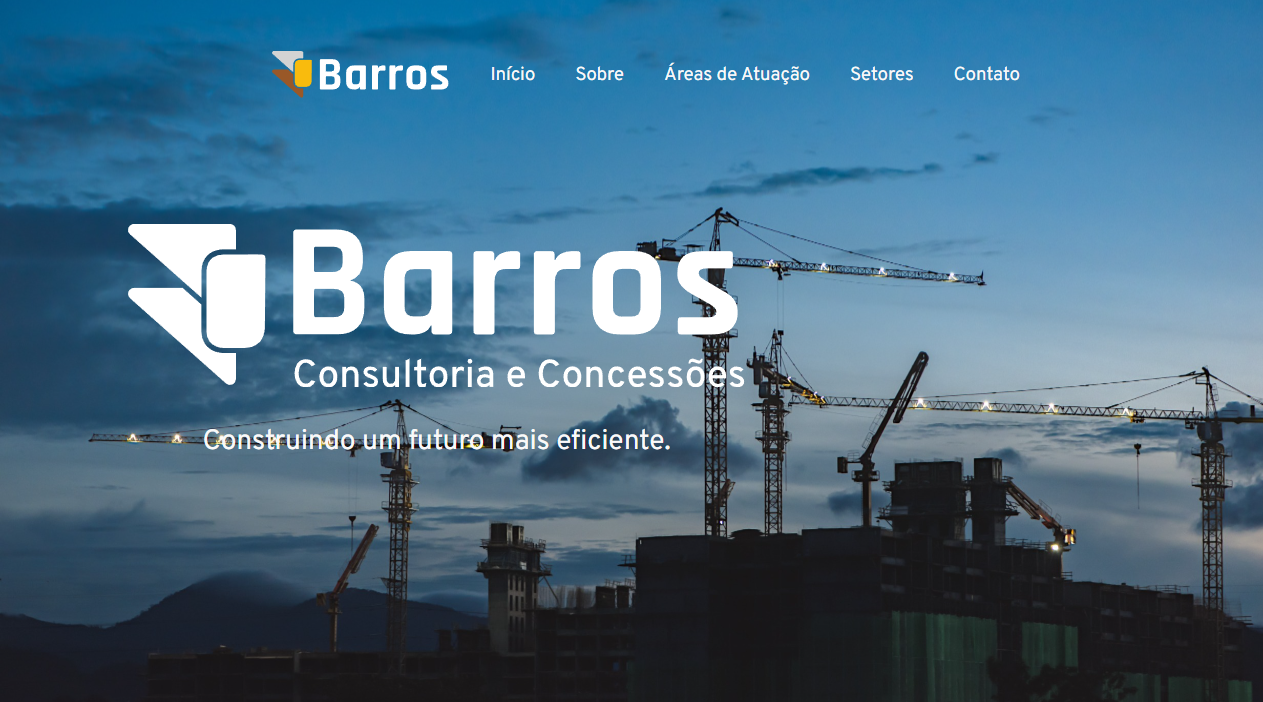 Barros Início Sobre Áreas de Atuação Setores Contato
Barros
Consultoria e Concessões
Construindo um futuro mais eficiente.